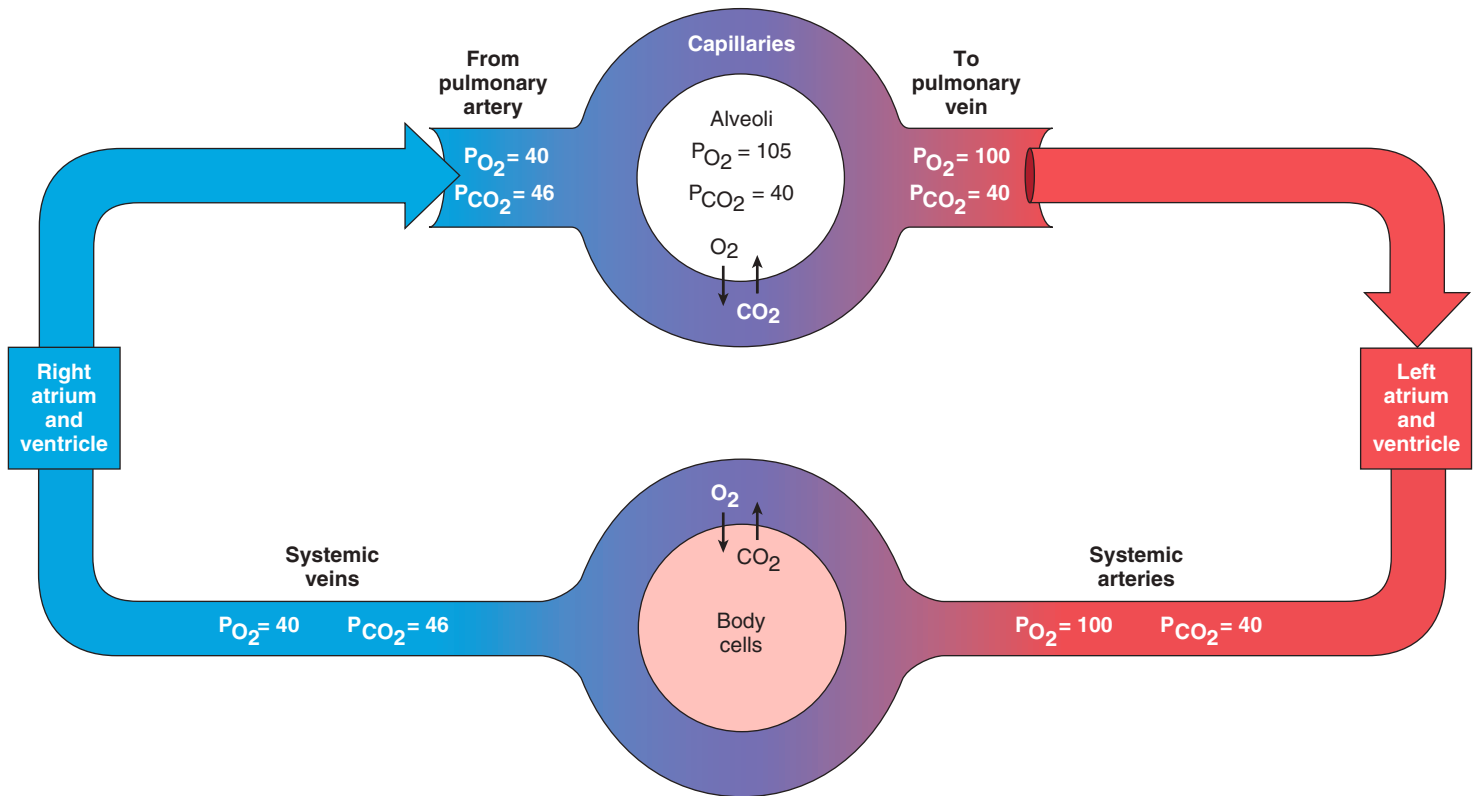 Capillaries
From
pulmonary
artery
To
pulmonary
vein
Alveoli
PO2 = 105
PCO2 = 40
PO2 = 40
PCO2 = 46
PO2 = 100
PCO2 = 40
O2
CO2
Right
atrium
and
ventricle
Left
atrium
and
ventricle
O2
CO2
Systemic
veins
Systemic
arteries
PO2 = 40 PCO2 = 46
Body
cells
PO2 = 100 PCO2 = 40